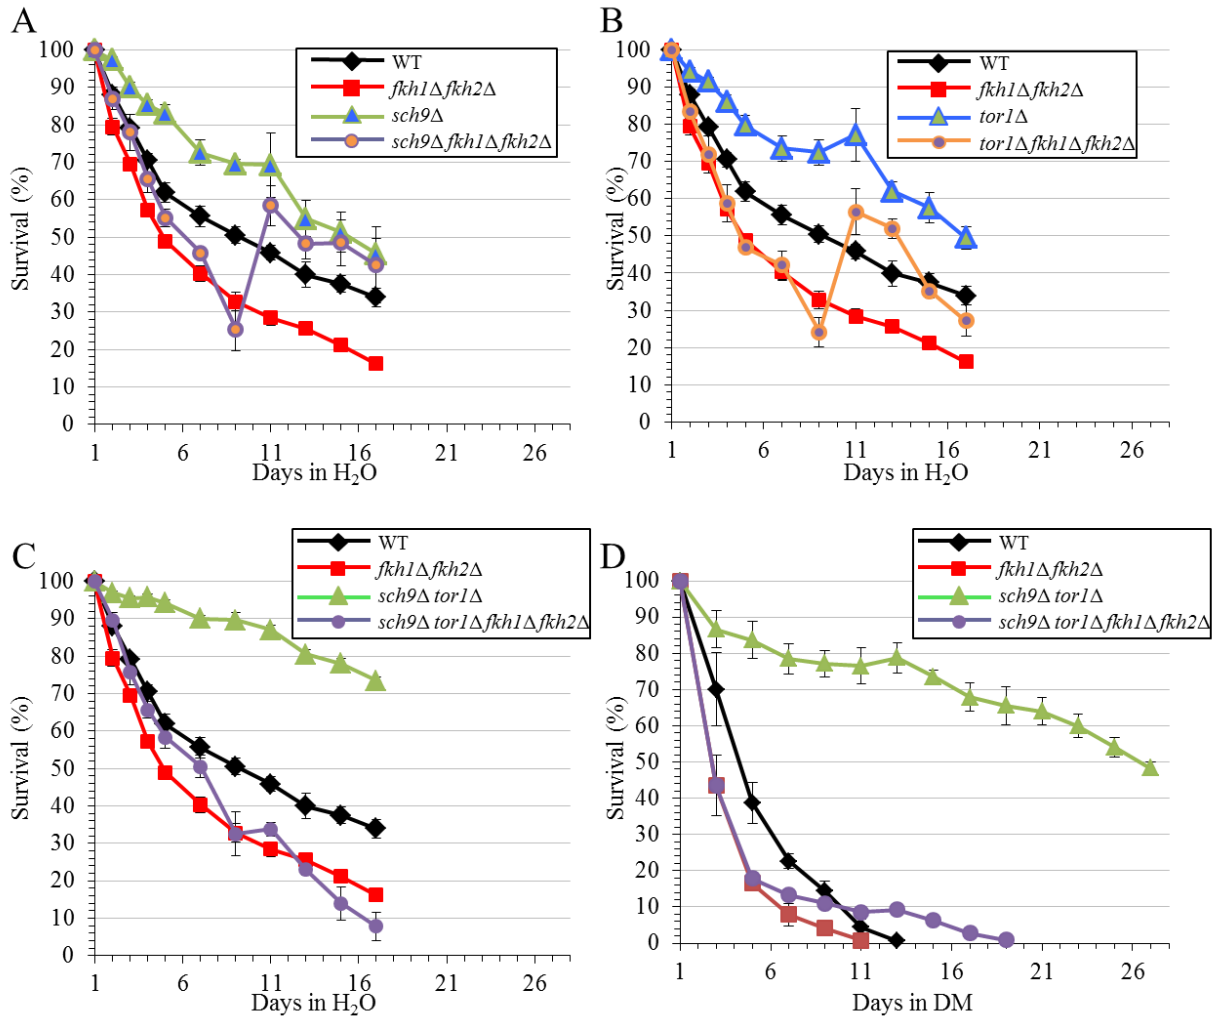 A
WT
fkh1Δfkh2Δ
sch9Δ
sch9Δfkh1Δfkh2Δ
Survival (%)
100
90
80
70
60
50
40
30
20
10
0
1 6 11 16 21 26
Days in H₂O
B
WT
fkh1Δfkh2Δ
tor1Δ
tor1Δfkh1Δfkh2Δ
Survival (%)
100
90
80
70
60
50
40
30
20
10
0
1 6 11 16 21 26
Days in H₂O
C
WT
fkh1Δfkh2Δ
sch9Δ tor1Δ
sch9Δ tor1Δfkh1Δfkh2Δ
Survival (%)
100
90
80
70
60
50
40
30
20
10
0
1 6 11 16 21 26
Days in H₂O
D
WT
fkh1Δfkh2Δ
sch9Δ tor1Δ
sch9Δ tor1Δfkh1Δfkh2Δ
Survival (%)
100
90
80
70
60
50
40
30
20
10
0
1 6 11 16 21 26
Days in DM